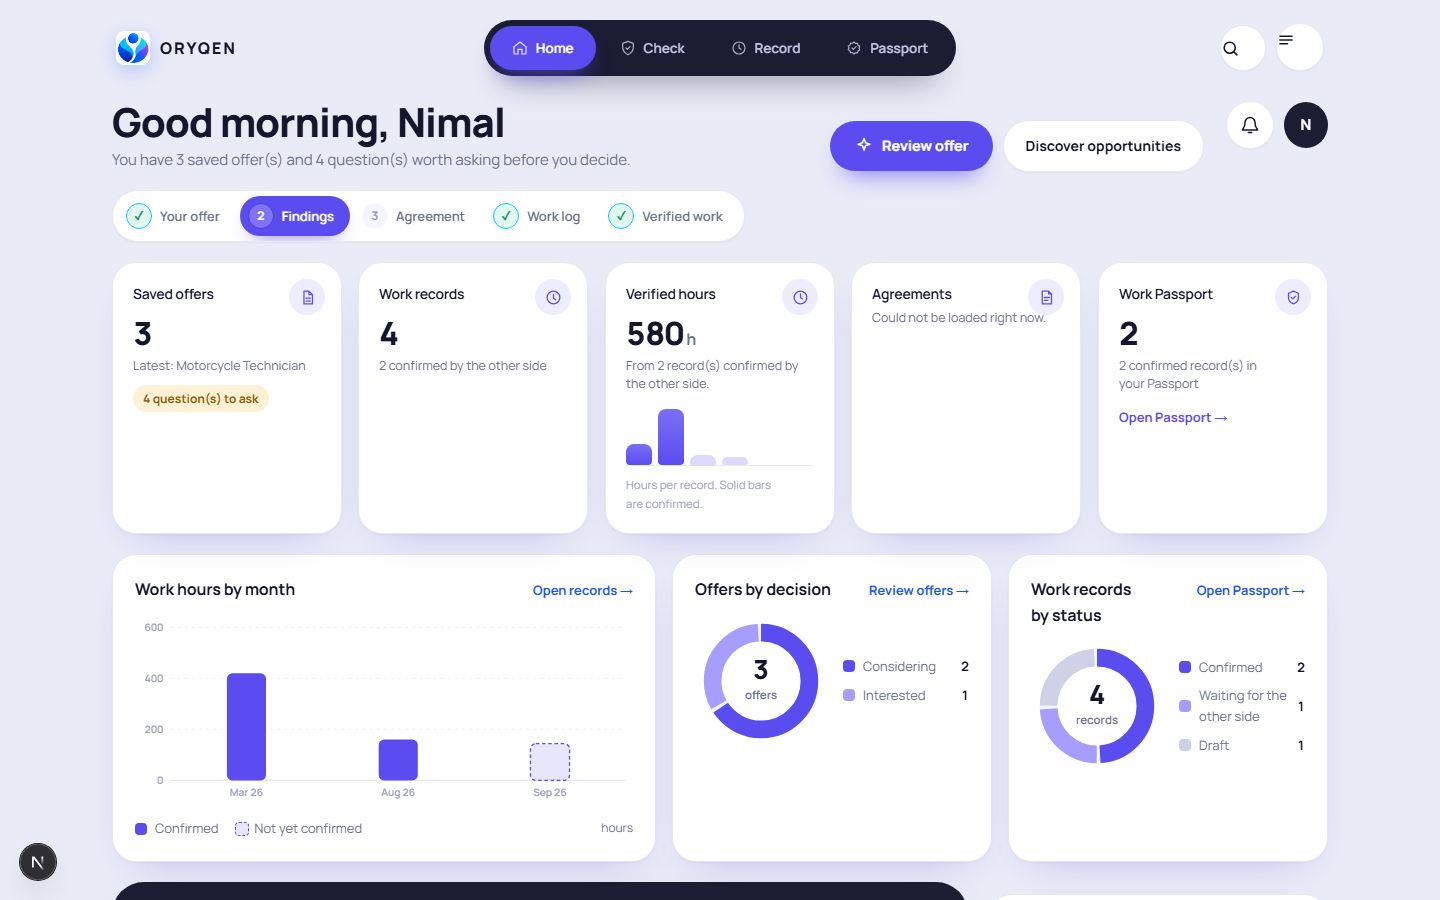 ORYQEN
Home
Check
Record
Passport
Good morning, Nimal
You have 3 saved offer(s) and 4 question(s) worth asking before you decide.
Review offer
Discover opportunities
N
Your offer
2
Findings
3
Agreement
Work log
Verified work
Saved offers
3
Latest: Motorcycle Technician
4 question(s) to ask
Work records
4
2 confirmed by the other side
Verified hours
580h
From 2 record(s) confirmed by
the other side.
Hours per record. Solid bars
are confirmed.
Agreements
Could not be loaded right now.
Work Passport
2
2 confirmed record(s) in
your Passport
Open Passport →
Work hours by month
Open records →
600
400
200
0
Mar 26
Aug 26
Sep 26
Confirmed
Not yet confirmed
hours
Offers by decision
Review offers →
3
offers
Considering 2
Interested 1
Work records
by status
Open Passport →
4
records
Confirmed 2
Waiting for the
other side 1
Draft 1
N